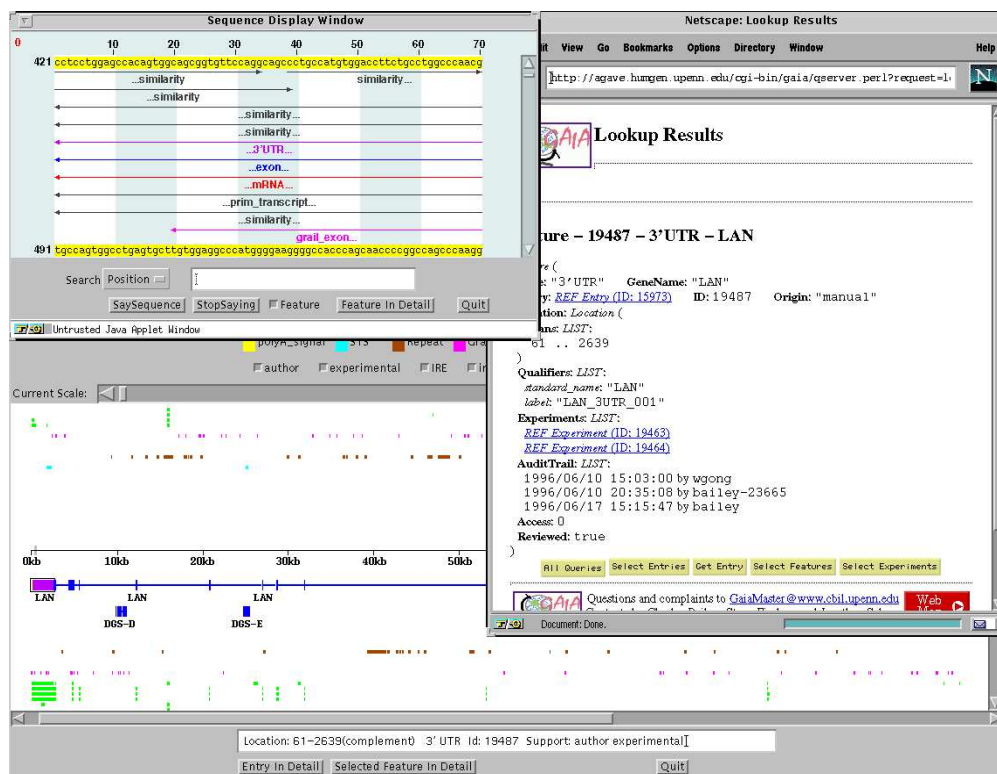 Sequence Display Window
0 10 20 30 40 50 60 70
421 cctcctggagccacagtggcagcggtgttccaggcagccctgccatgtggaccttctgcctggcccaacg
...similarity... similarity...
...similarity
...similarity...
...similarity...
...3'UTR...
...exon...
...mRNA...
...prim_transcript...
...similarity...
grail_exon...
491 tgccagtggcctgagtgcttgtggaggcccatggggaaggggcacccagcaacccccggccagcccaagg
Search Position
SaySequence StopSaying Feature Feature In Detail Quit
Untrusted Java Applet Window
Netscape: Lookup Results
View Go Bookmarks Options Directory Window Help
http://agave.humgen.upenn.edu/cgi-bin/gaia/qserver.perl?request=l
N
GAIA Lookup Results
ture – 19487 – 3'UTR – LAN
"3'UTR" GeneName: "LAN"
REF Entry (ID: 15973) ID: 19487 Origin: "manual"
Location (
LIST:
61 .. 2639
)
Qualifiers: LIST:
standard_name: "LAN"
label: "LAN_3UTR_001"
Experiments: LIST:
REF Experiment (ID: 19463)
REF Experiment (ID: 19464)
AuditTrail: LIST:
1996/06/10 15:03:00 by wgong
1996/06/10 20:35:08 by bailey-23665
1996/06/17 15:15:47 by bailey
Access: 0
Reviewed: true
)
All Queries Select Entries Get Entry Select Features Select Experiments
GAIA Questions and complaints to GaiaMaster@www.cbil.upenn.edu Web
Document: Done.
polyA_signal STS Repeat
author experimental IRE
Current Scale:
0kb 10kb 20kb 30kb 40kb 50kb
LAN LAN LAN
DGS-D DGS-E
Location: 61-2639(complement) 3' UTR Id: 19487 Support: author experimental
Entry In Detail Selected Feature In Detail Quit